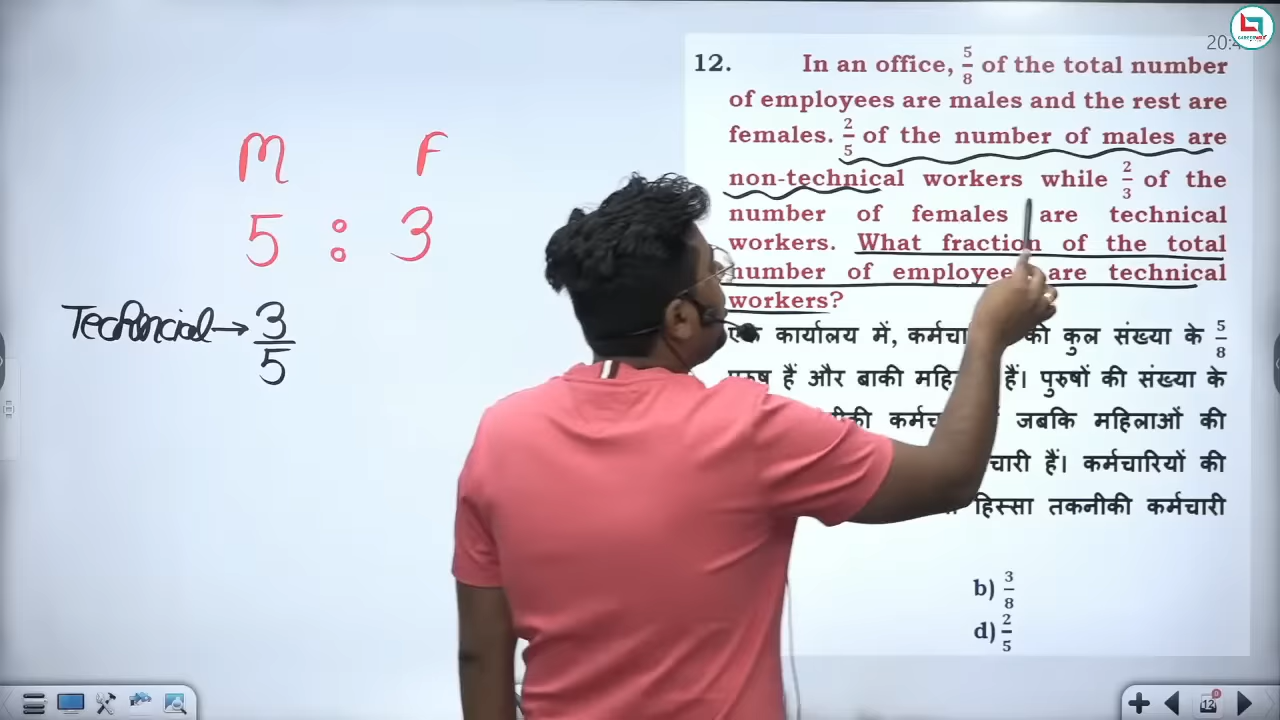 20:4
12. In an office, 5/8 of the total number
of employees are males and the rest are
females. 2/5 of the number of males are
non-technical workers while 2/3 of the
number of females are technical
workers. What fraction of the total
number of employee are technical
workers?
कार्यालय में, कर्मचा की कुल संख्या के 5/8
हैं और बाकी महि हैं। पुरुषों की संख्या के
कर्मच जबकि महिलाओं की
चारी हैं। कर्मचारियों की
हिस्सा तकनीकी कर्मचारी
b) 3/8
d) 2/5
M F
5 : 3
→ 3/5
12